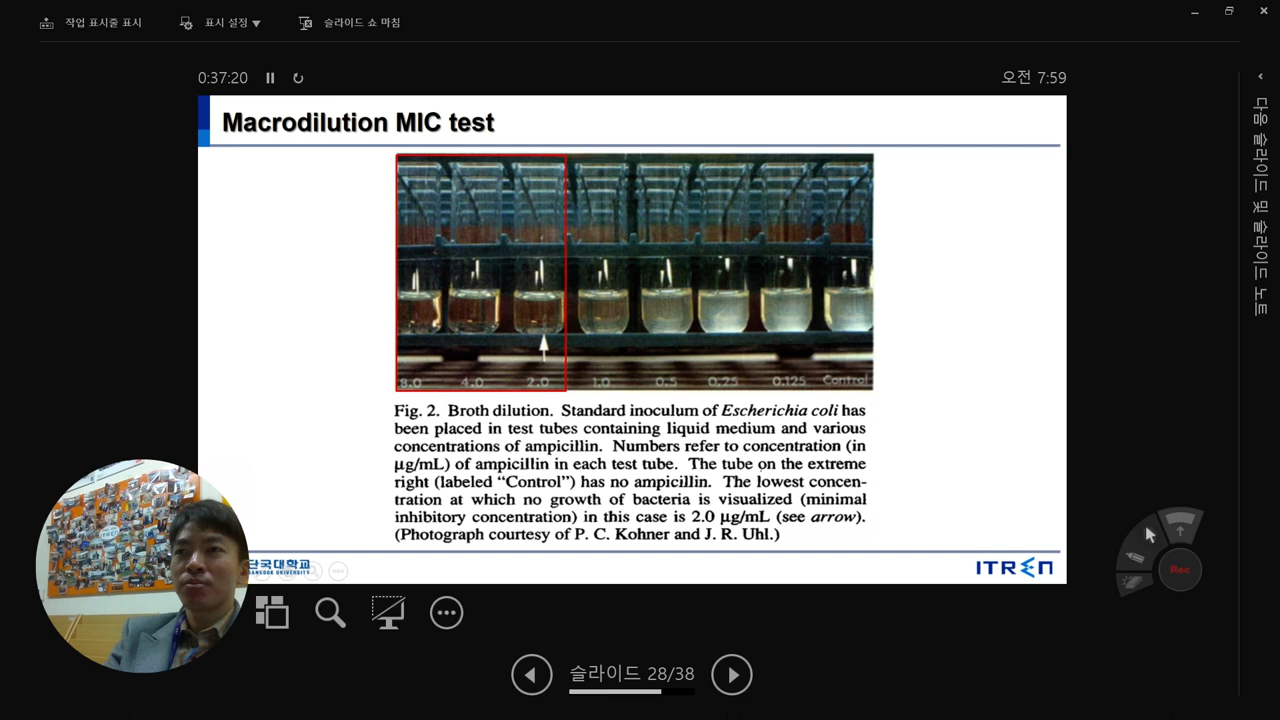 작업 표시줄 표시
표시 설정 ▼
슬라이드 쇼 마침
0:37:20
오전 7:59
다음 슬라이드 및 슬라이드 노트
Macrodilution MIC test
8.0 4.0 2.0 1.0 0.5 0.25 0.125 Control
Fig. 2. Broth dilution. Standard inoculum of Escherichia coli has
been placed in test tubes containing liquid medium and various
concentrations of ampicillin. Numbers refer to concentration (in
μg/mL) of ampicillin in each test tube. The tube on the extreme
right (labeled “Control”) has no ampicillin. The lowest concen-
tration at which no growth of bacteria is visualized (minimal
inhibitory concentration) in this case is 2.0 μg/mL (see arrow).
(Photograph courtesy of P. C. Kohner and J. R. Uhl.)
단국대학교
ITREN
Rec
슬라이드 28/38